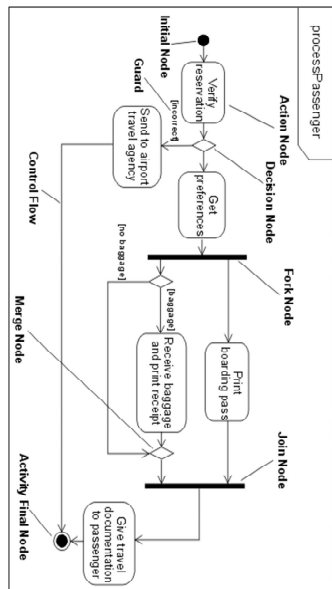 processPassenger
Initial Node
Verify
reservation
Action Node
Decision Node
Guard
[incorrect]
Send to airport
travel agency
Get
preferences
Control Flow
Fork Node
[no baggage]
[baggage]
Print
boarding pass
Receive baggage
and print receipt
Merge Node
Join Node
Give travel
documentation
to passenger
Activity Final Node